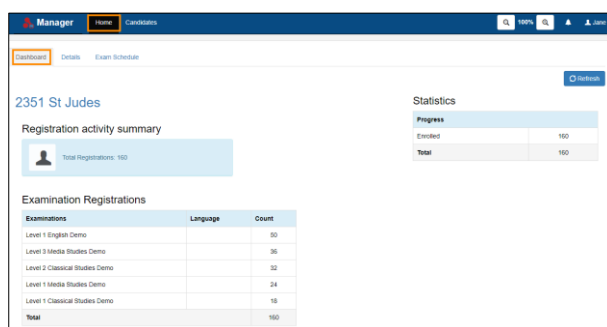 Manager Home Candidates 100% Jane
Dashboard Details Exam Schedule
Refresh
2351 St Judes
Registration activity summary
Total Registrations: 160
Statistics
Progress
Enrolled 160
Total 160
Examination Registrations
Examinations Language Count
Level 1 English Demo 50
Level 3 Media Studies Demo 36
Level 2 Classical Studies Demo 32
Level 1 Media Studies Demo 24
Level 1 Classical Studies Demo 18
Total 160